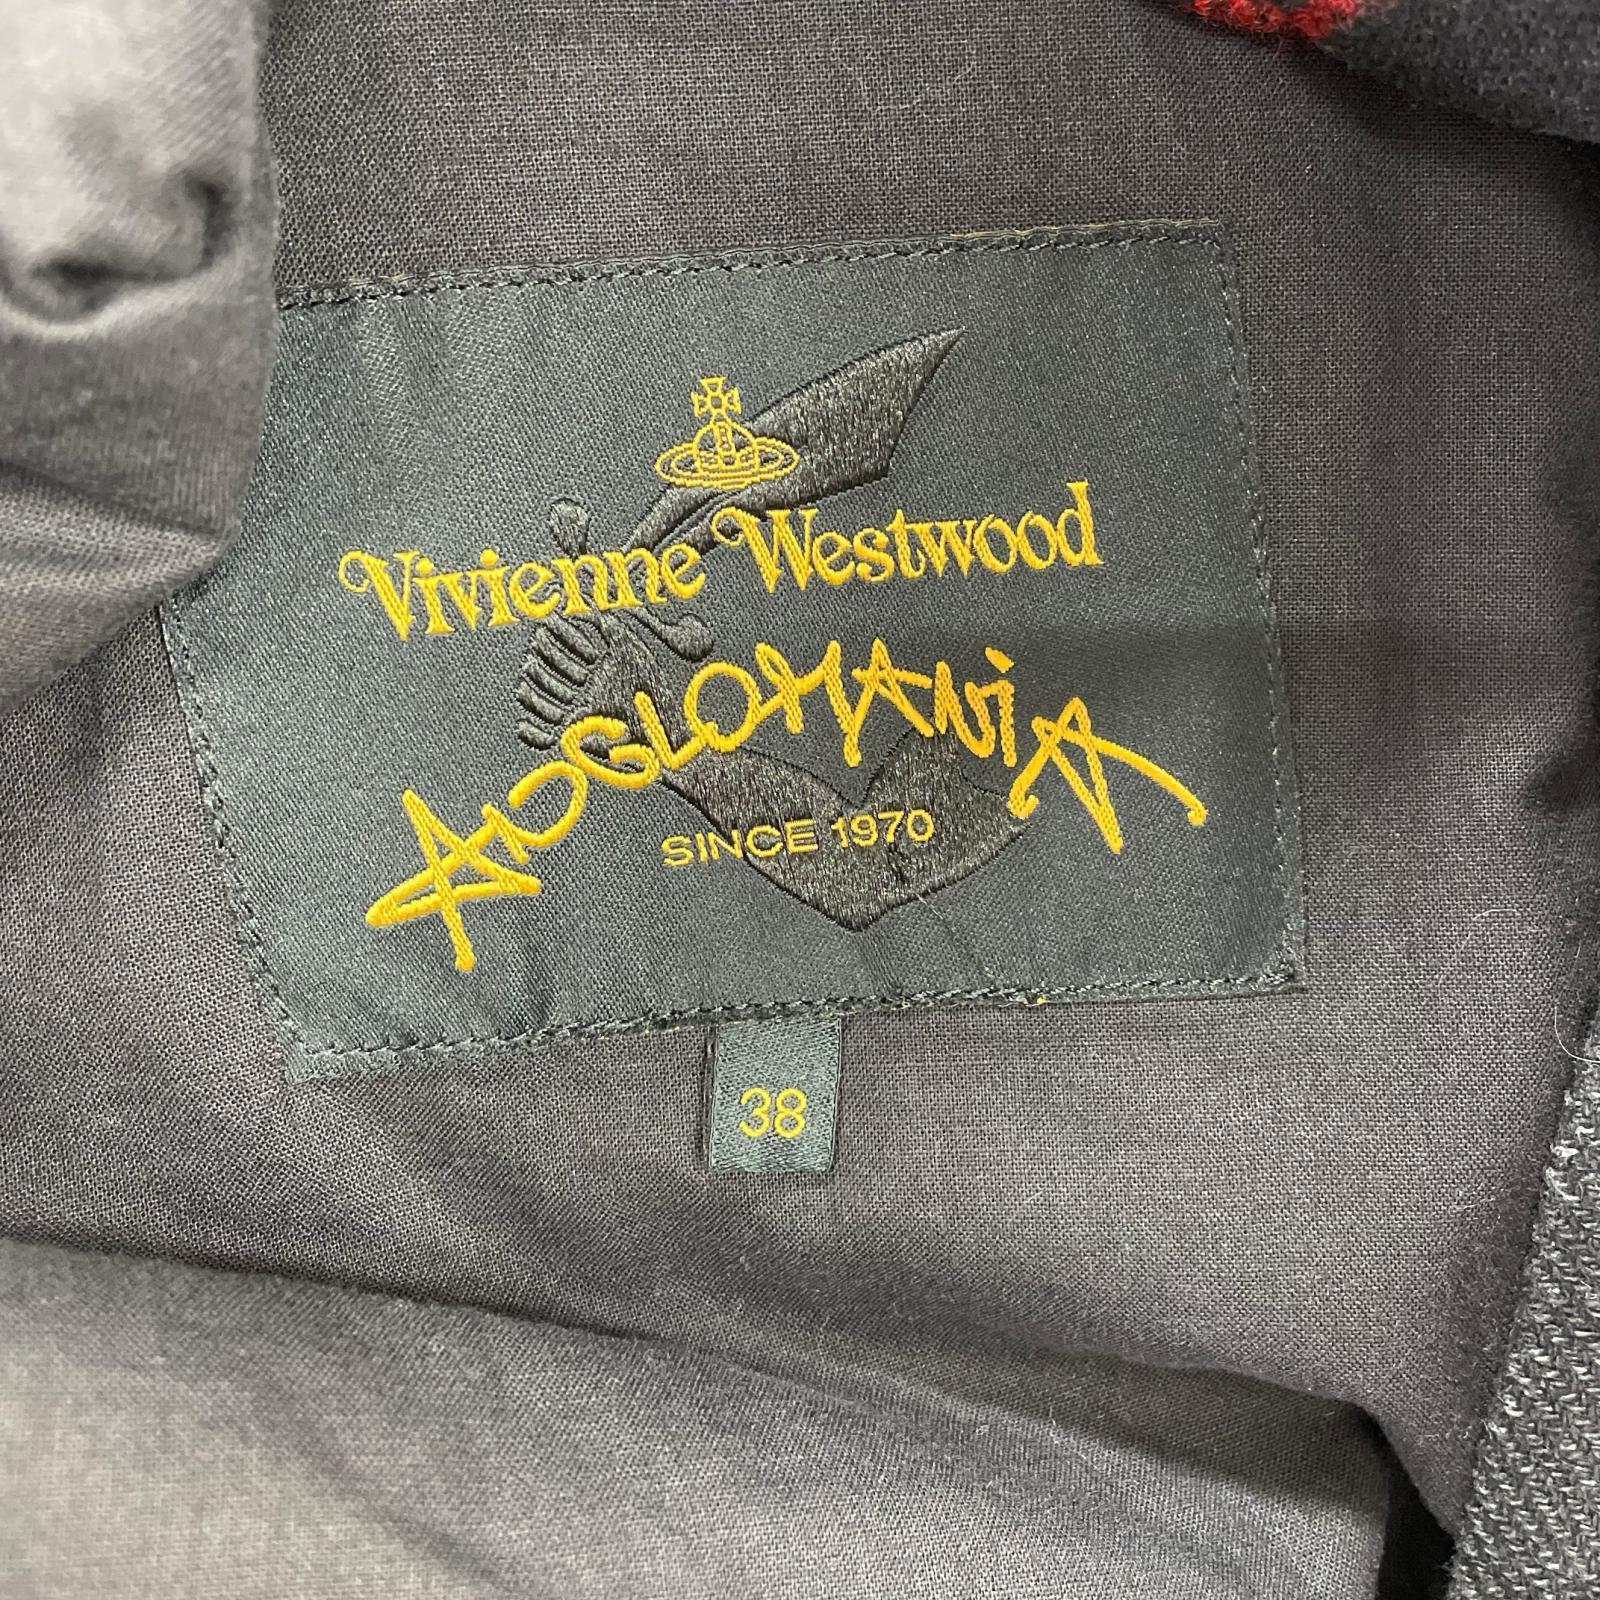 Vivienne Westwood
ANGLOMANiA
SINCE 1970
38